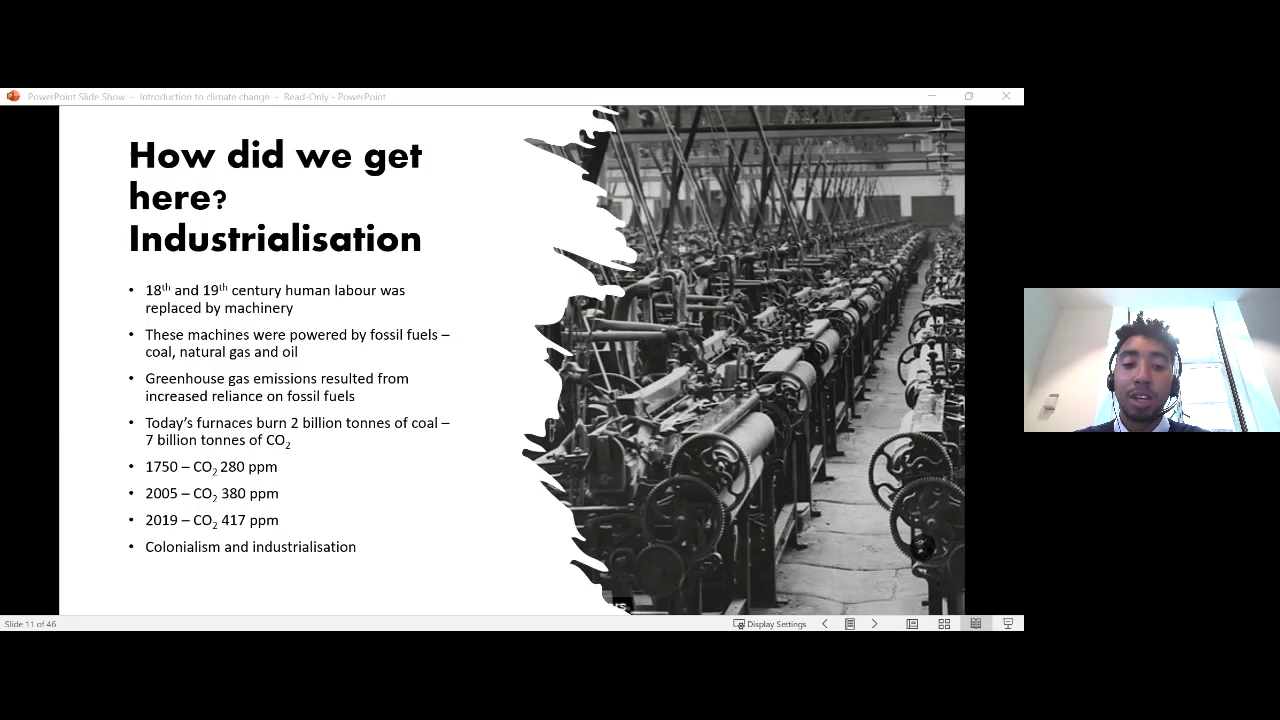 PowerPoint Slide Show - Introduction to climate change - Read-Only - PowerPoint
How did we get
here?
Industrialisation
• 18th and 19th century human labour was
replaced by machinery
• These machines were powered by fossil fuels –
coal, natural gas and oil
• Greenhouse gas emissions resulted from
increased reliance on fossil fuels
• Today's furnaces burn 2 billion tonnes of coal –
7 billion tonnes of CO2
• 1750 – CO2 280 ppm
• 2005 – CO2 380 ppm
• 2019 – CO2 417 ppm
• Colonialism and industrialisation
Slide 11 of 46
Display Settings